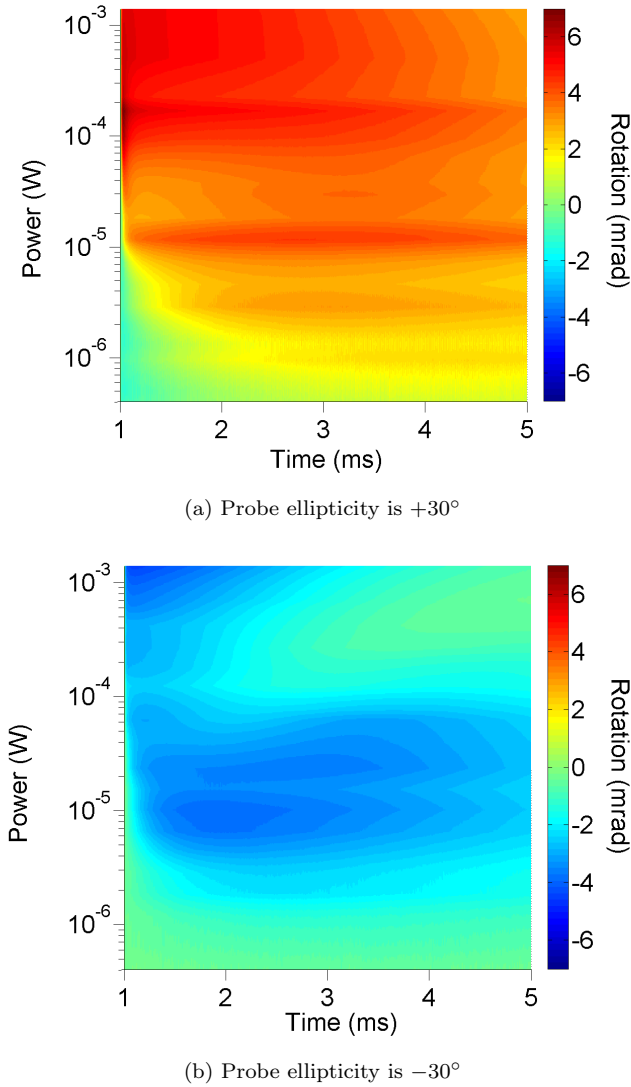 10⁻³
10⁻⁴
10⁻⁵
10⁻⁶
Power (W)
1 2 3 4 5
Time (ms)
6
4
2
0
-2
-4
-6
Rotation (mrad)
(a) Probe ellipticity is +30°
10⁻³
10⁻⁴
10⁻⁵
10⁻⁶
Power (W)
1 2 3 4 5
Time (ms)
6
4
2
0
-2
-4
-6
Rotation (mrad)
(b) Probe ellipticity is −30°